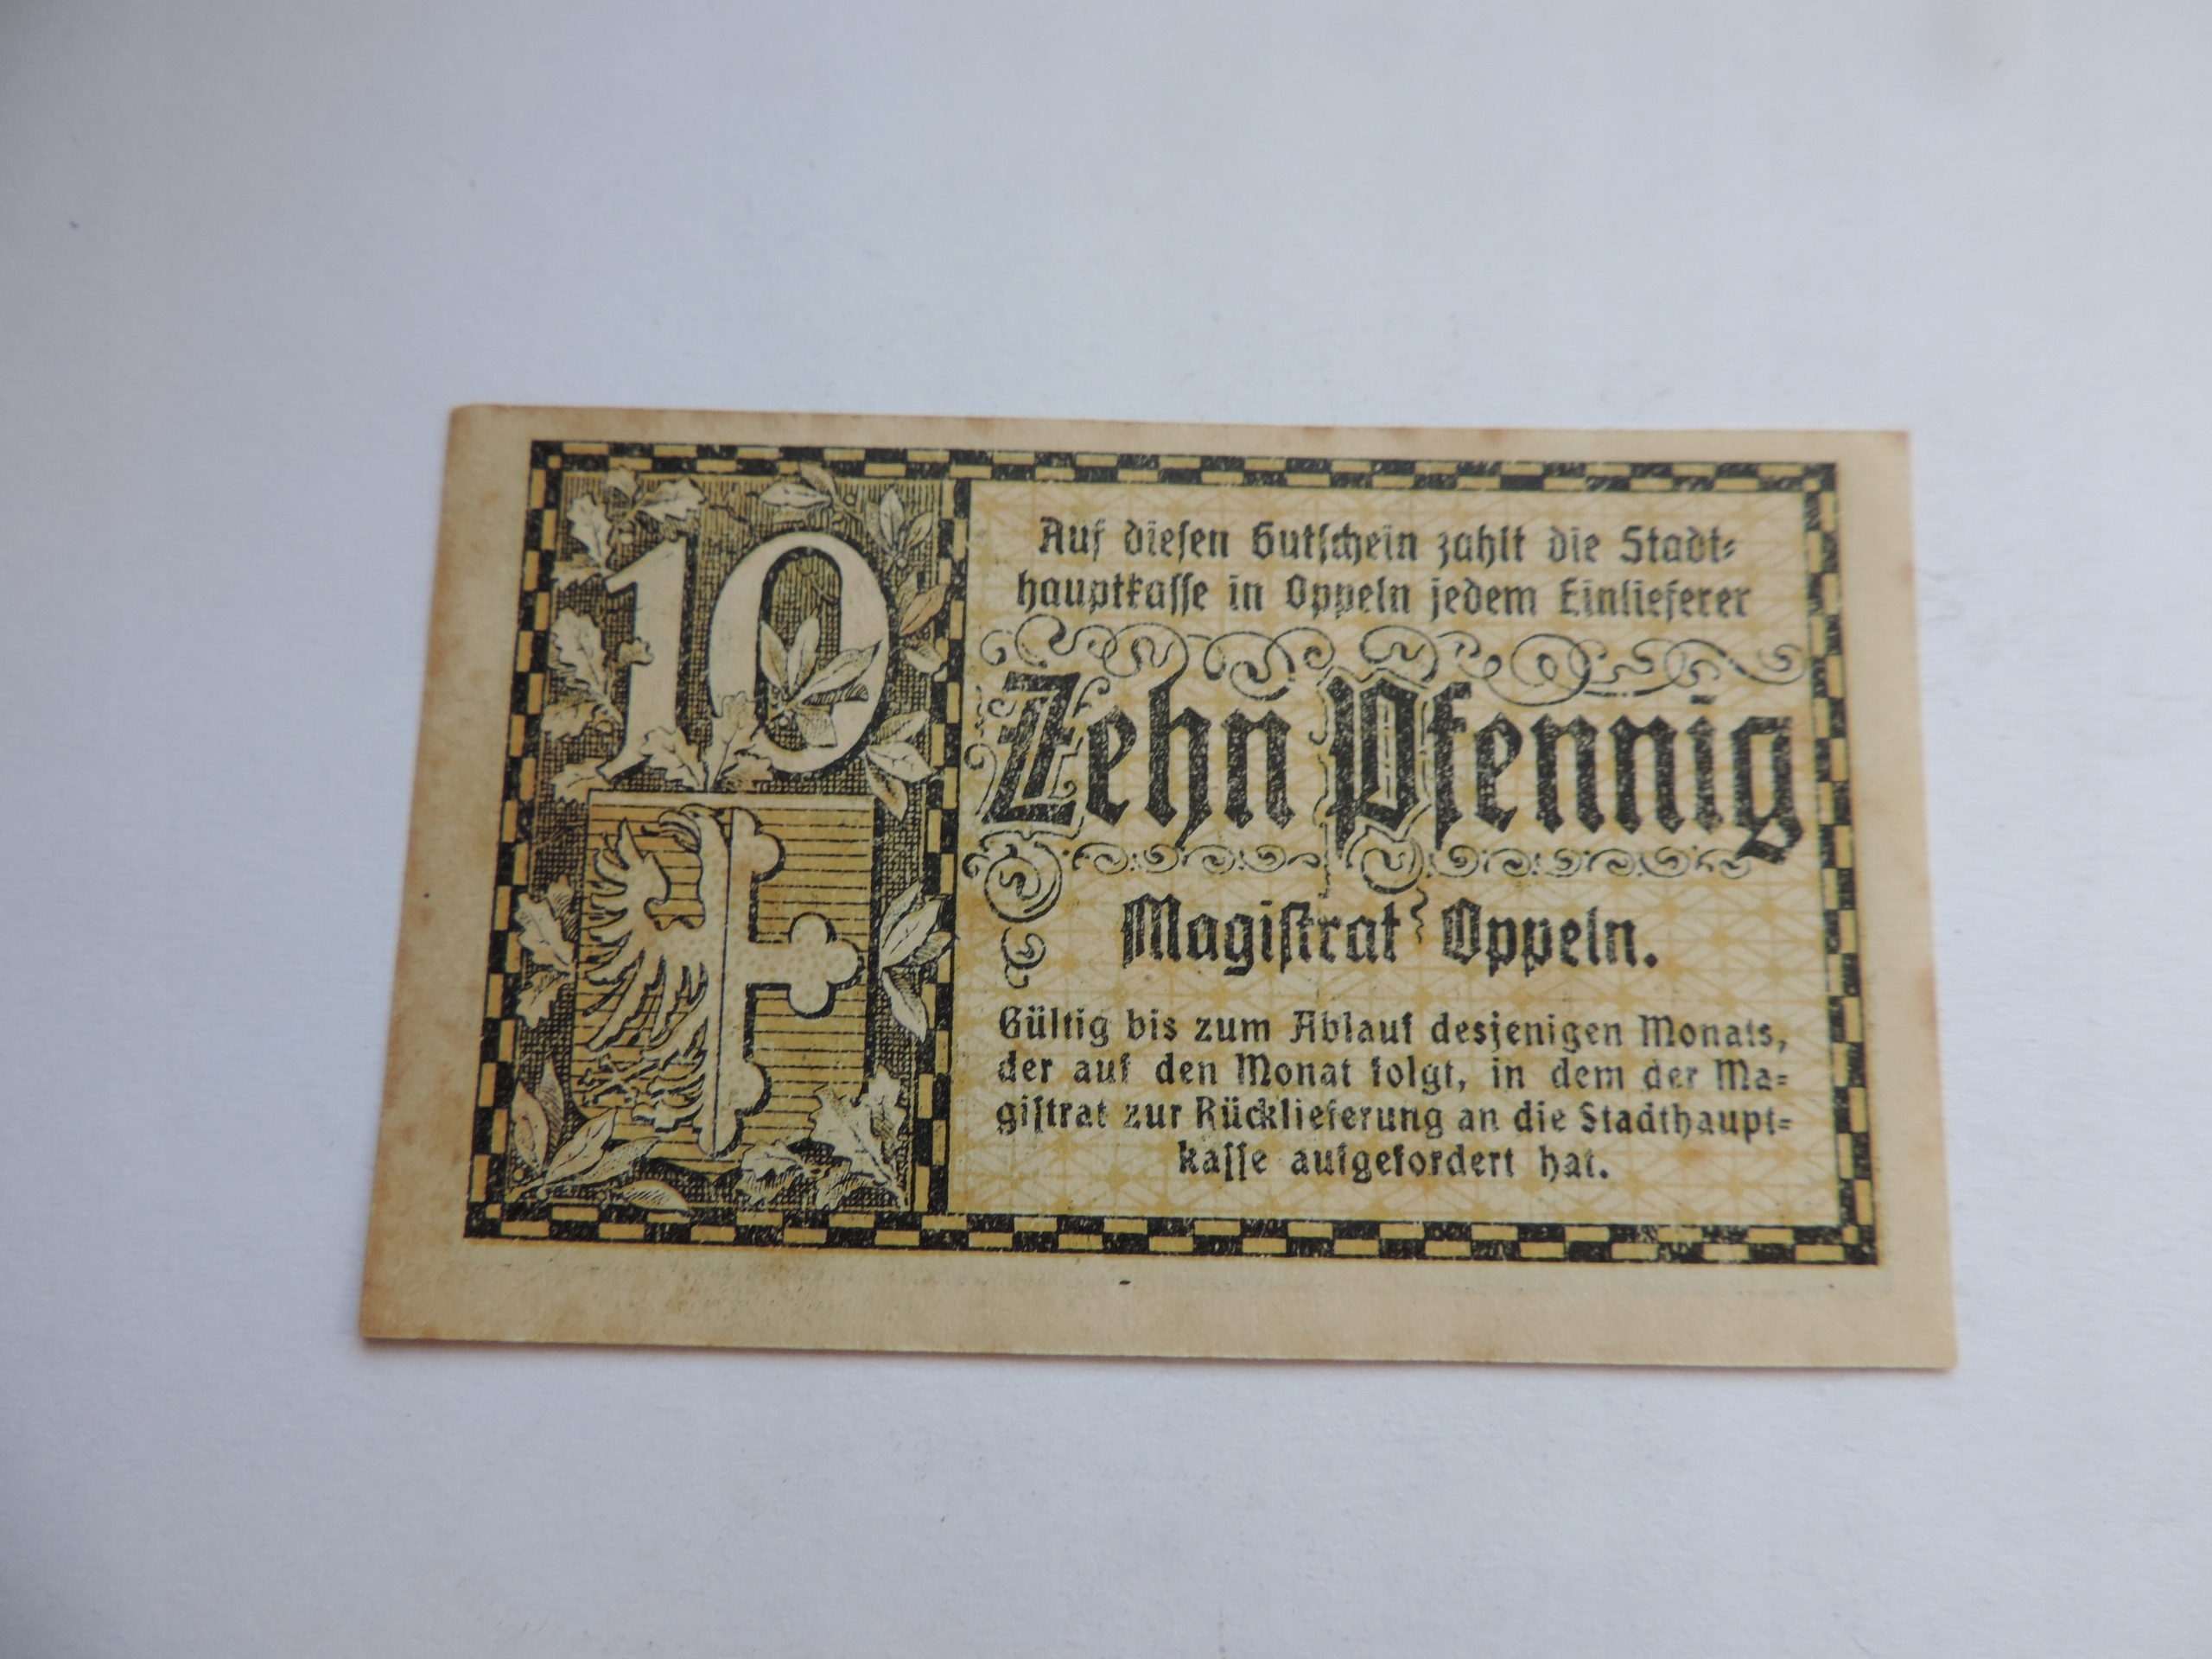 10
Auf diesen Gutschein zahlt die Stadt-
hauptkasse in Oppeln jedem Einlieferer
Zehn Pfennig
Magistrat Oppeln.
Gültig bis zum Ablauf desjenigen Monats,
der auf den Monat folgt, in dem der Ma-
gistrat zur Rücklieferung an die Stadthaupt-
kasse aufgefordert hat.